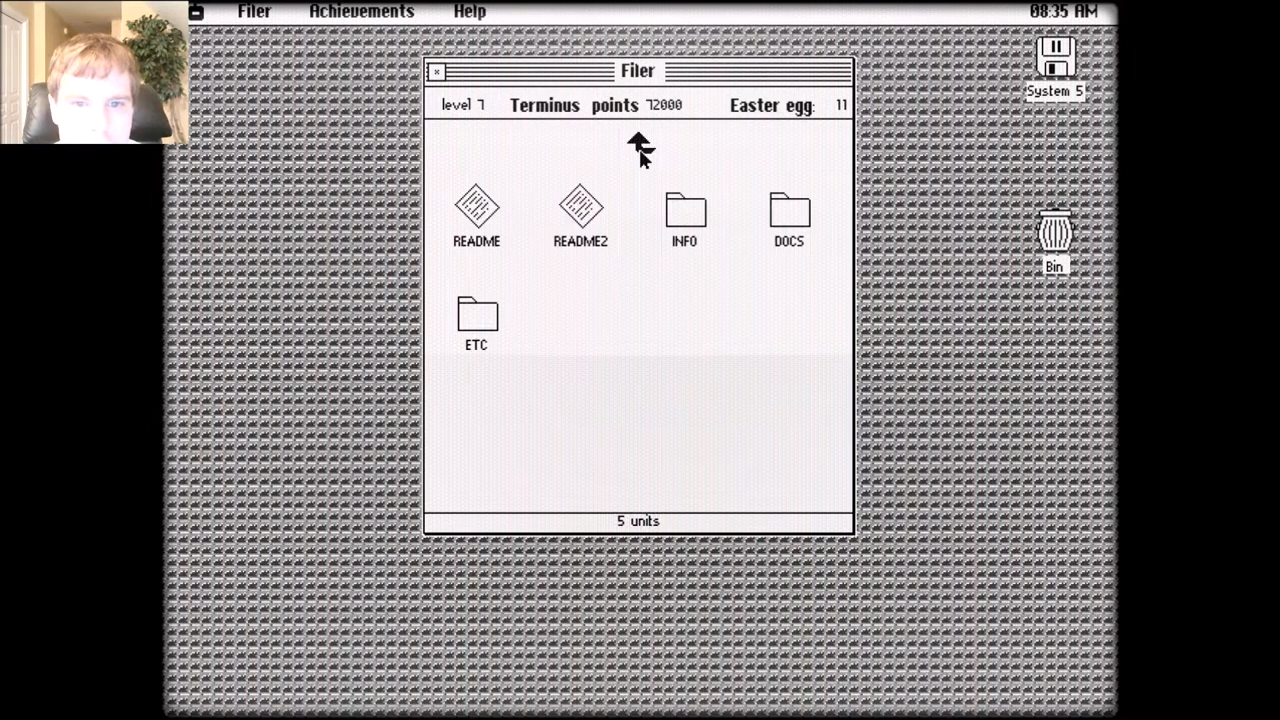 Filer Achievements Help 08:35 AM
Filer
level 7 Terminus points 72000 Easter egg: 11
System 5
README README2 INFO DOCS
Bin
ETC
5 units